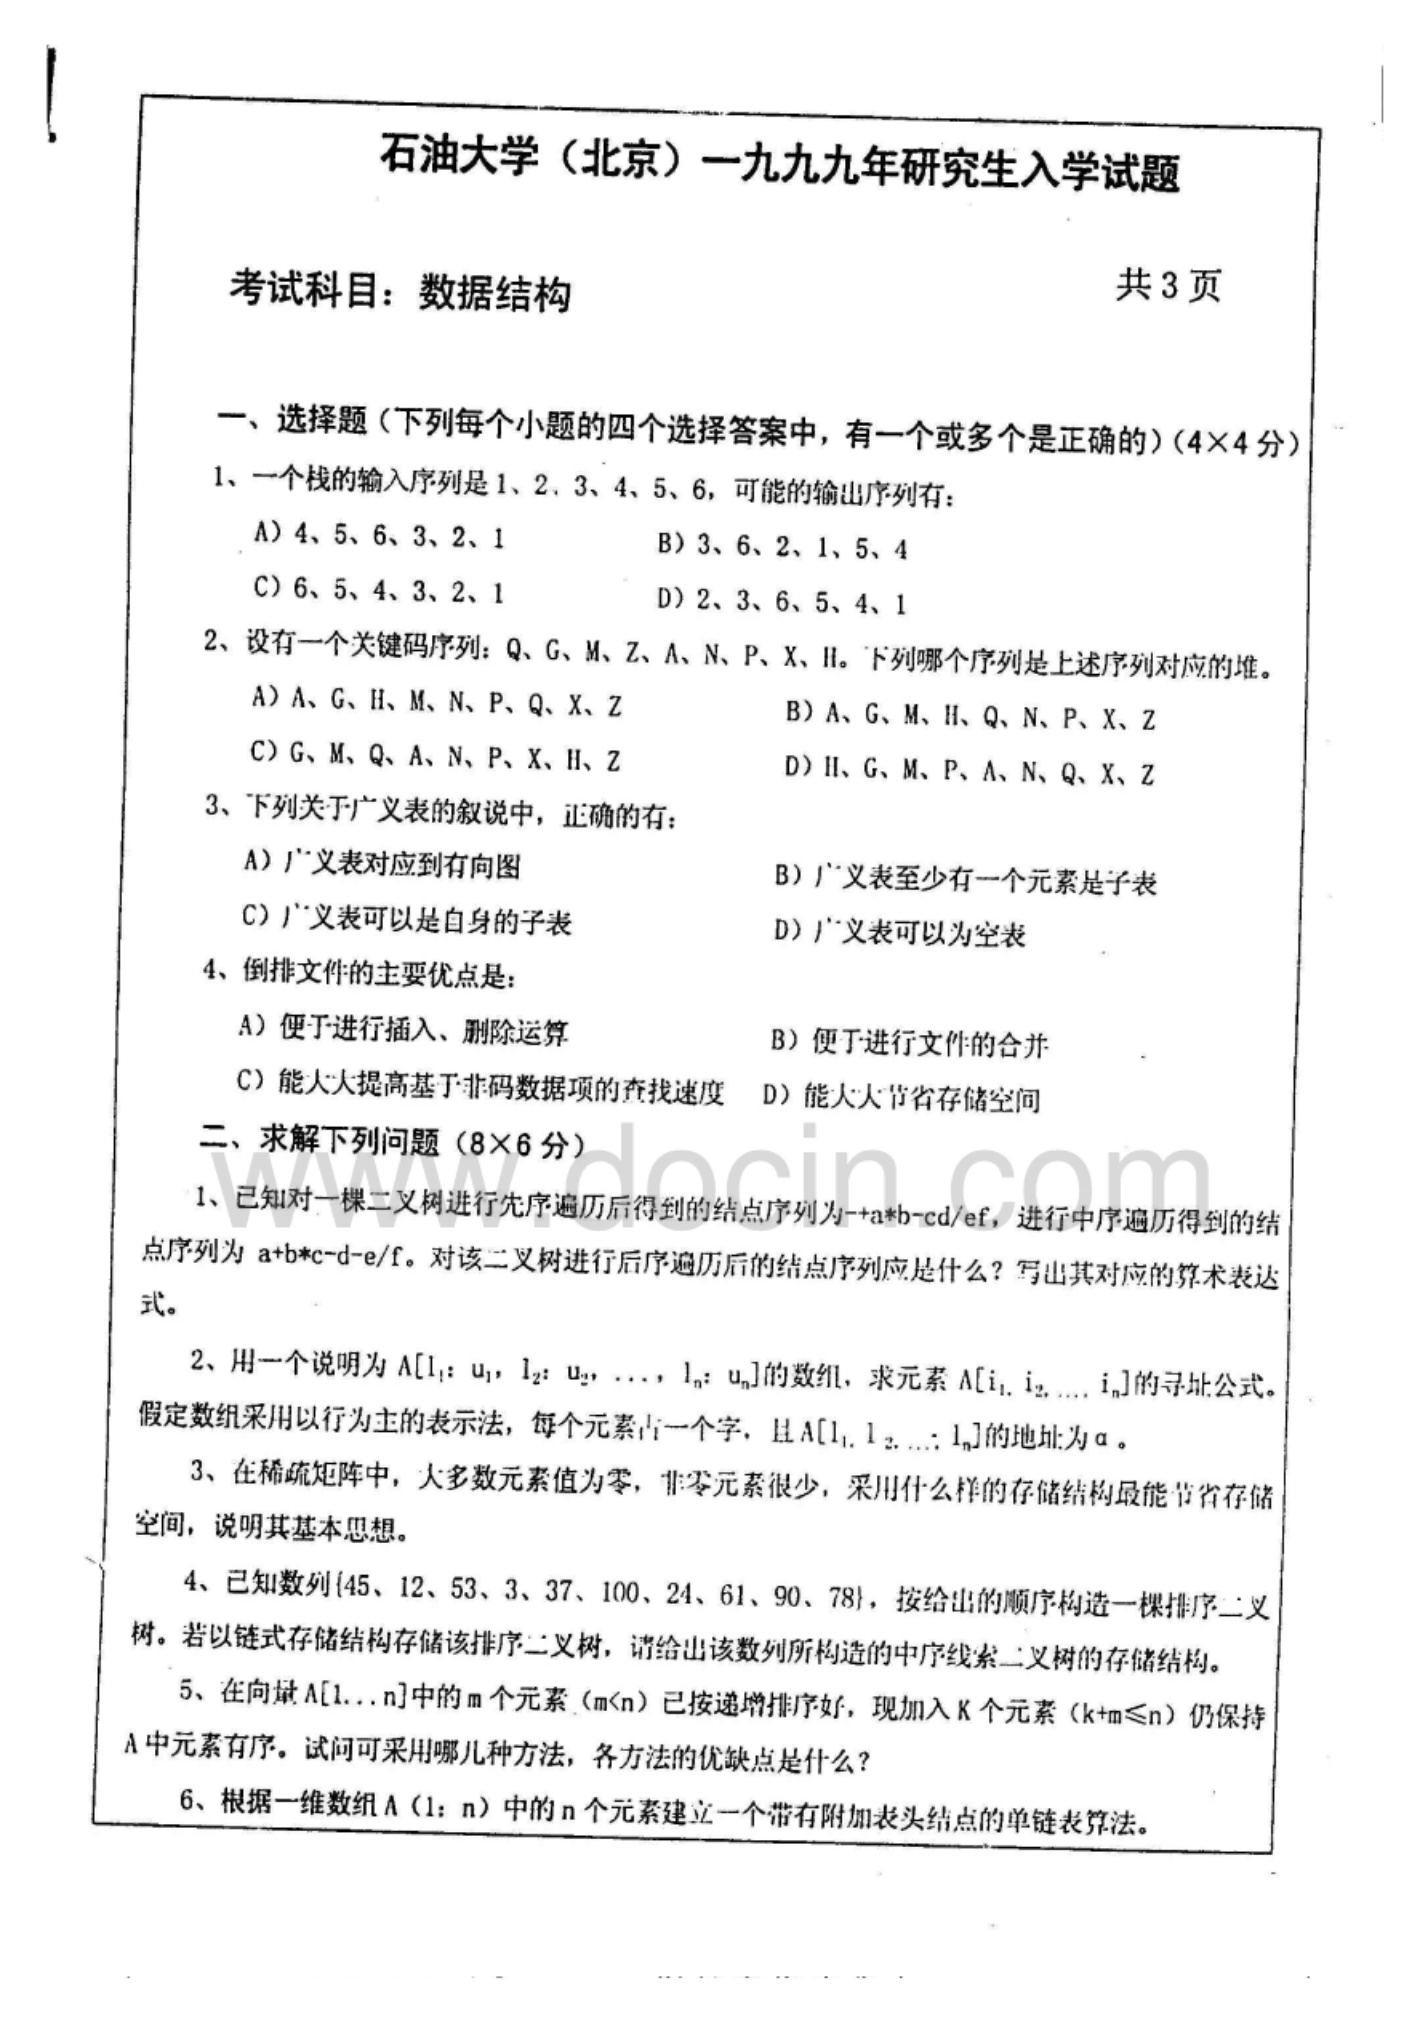 石油大学（北京）一九九九年研究生入学试题
考试科目：数据结构 共3页
一、选择题（下列每个小题的四个选择答案中，有一个或多个是正确的）（4×4分）
1、一个栈的输入序列是1、2、3、4、5、6，可能的输出序列有：
A）4、5、6、3、2、1 B）3、6、2、1、5、4
C）6、5、4、3、2、1 D）2、3、6、5、4、1
2、设有一个关键码序列：Q、G、M、Z、A、N、P、X、H。下列哪个序列是上述序列对应的堆。
A）A、G、H、M、N、P、Q、X、Z B）A、G、M、H、Q、N、P、X、Z
C）G、M、Q、A、N、P、X、H、Z D）H、G、M、P、A、N、Q、X、Z
3、下列关于广义表的叙说中，正确的有：
A）广义表对应到有向图 B）广义表至少有一个元素是子表
C）广义表可以是自身的子表 D）广义表可以为空表
4、倒排文件的主要优点是：
A）便于进行插入、删除运算 B）便于进行文件的合并
C）能大大提高基于非码数据项的查找速度 D）能大大节省存储空间
二、求解下列问题（8×6分）
www.docin.com
1、已知对一棵二叉树进行先序遍历后得到的结点序列为-+a*b-cd/ef，进行中序遍历得到的结
点序列为 a+b*c-d-e/f。对该二叉树进行后序遍历后的结点序列应是什么？写出其对应的算术表达
式。
2、用一个说明为 A[l₁: u₁, l₂: u₂, ..., lₙ: uₙ]的数组，求元素 A[i₁, i₂, ..., iₙ]的寻址公式。
假定数组采用以行为主的表示法，每个元素占一个字，且A[l₁, l₂, ..., lₙ]的地址为α。
3、在稀疏矩阵中，大多数元素值为零，非零元素很少，采用什么样的存储结构最能节省存储
空间，说明其基本思想。
4、已知数列{45、12、53、3、37、100、24、61、90、78}，按给出的顺序构造一棵排序二叉
树。若以链式存储结构存储该排序二叉树，请给出该数列所构造的中序线索二叉树的存储结构。
5、在向量A[1...n]中的m个元素（m<n）已按递增排序好，现加入K个元素（k+m≤n）仍保持
A中元素有序。试问可采用哪几种方法，各方法的优缺点是什么？
6、根据一维数组A（1：n）中的n个元素建立一个带有附加表头结点的单链表算法。